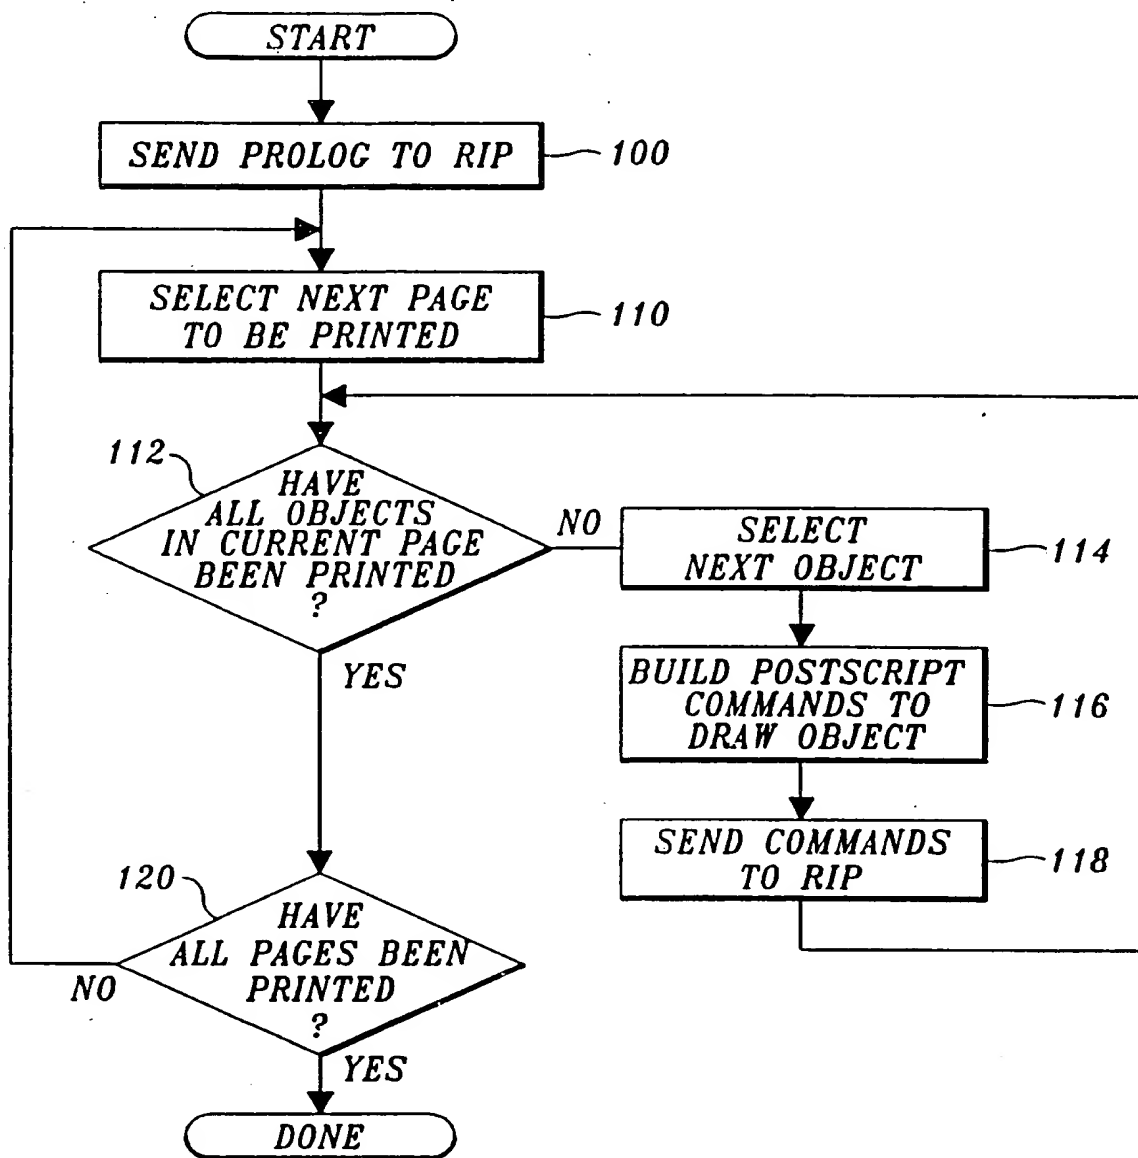 START
SEND PROLOG TO RIP
100
SELECT NEXT PAGE
TO BE PRINTED
110
112
HAVE
ALL OBJECTS
IN CURRENT PAGE
BEEN PRINTED
?
NO
YES
SELECT
NEXT OBJECT
114
BUILD POSTSCRIPT
COMMANDS TO
DRAW OBJECT
116
SEND COMMANDS
TO RIP
118
120
HAVE
ALL PAGES BEEN
PRINTED
?
NO
YES
DONE